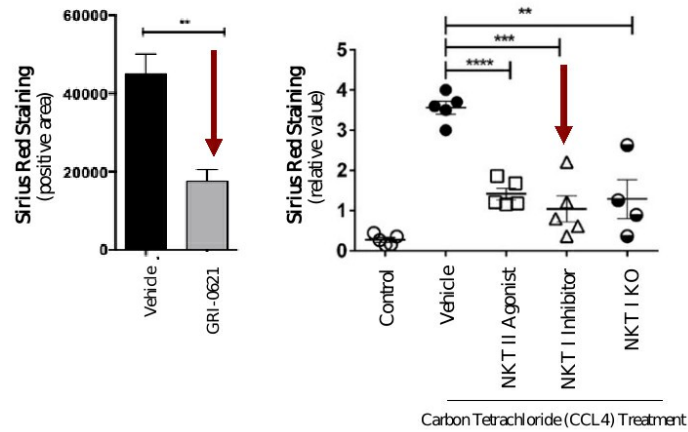 Sirius Red Staining
(positive area)
60000
40000
20000
0
**
Vehicle
GRI-0621
Sirius Red Staining
(relative value)
5
4
3
2
1
0
**
***
****
Control
Vehicle
NKT II Agonist
NKT I Inhibitor
NKT I KO
Carbon Tetrachloride (CCL4) Treatment